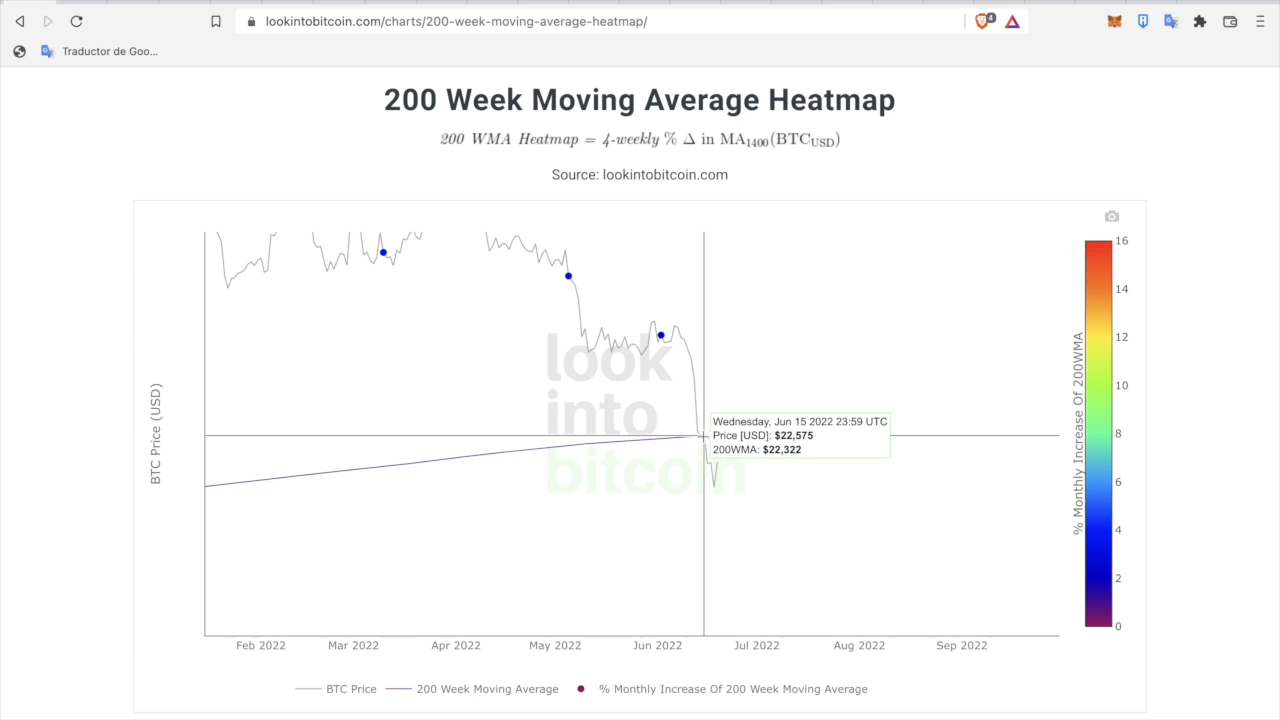 lookintobitcoin.com/charts/200-week-moving-average-heatmap/
4
Traductor de Goo...
200 Week Moving Average Heatmap
200 WMA Heatmap = 4-weekly % Δ in MA1400(BTCUSD)
Source: lookintobitcoin.com
look
into
bitcoin
BTC Price (USD)
Wednesday, Jun 15 2022 23:59 UTC
Price [USD]: $22,575
200WMA: $22,322
16
14
12
10
8
6
4
2
0
% Monthly Increase Of 200WMA
Feb 2022 Mar 2022 Apr 2022 May 2022 Jun 2022 Jul 2022 Aug 2022 Sep 2022
BTC Price 200 Week Moving Average % Monthly Increase Of 200 Week Moving Average